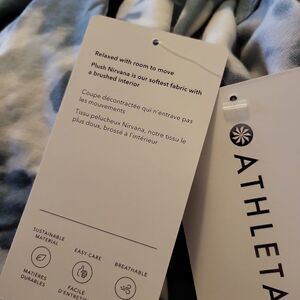 Relaxed with room to move
Plush Nirvana is our softest fabric with
a brushed interior
Coupe décontractée qui n'entrave pas
les mouvements
Tissu pelucheux Nirvana, notre tissu le
plus doux, brossé à l'intérieur
SUSTAINABLE
MATERIAL
EASY CARE
BREATHABLE
MATIÈRES
DURABLES
FACILE
D'ENTRETI
ATHLETA